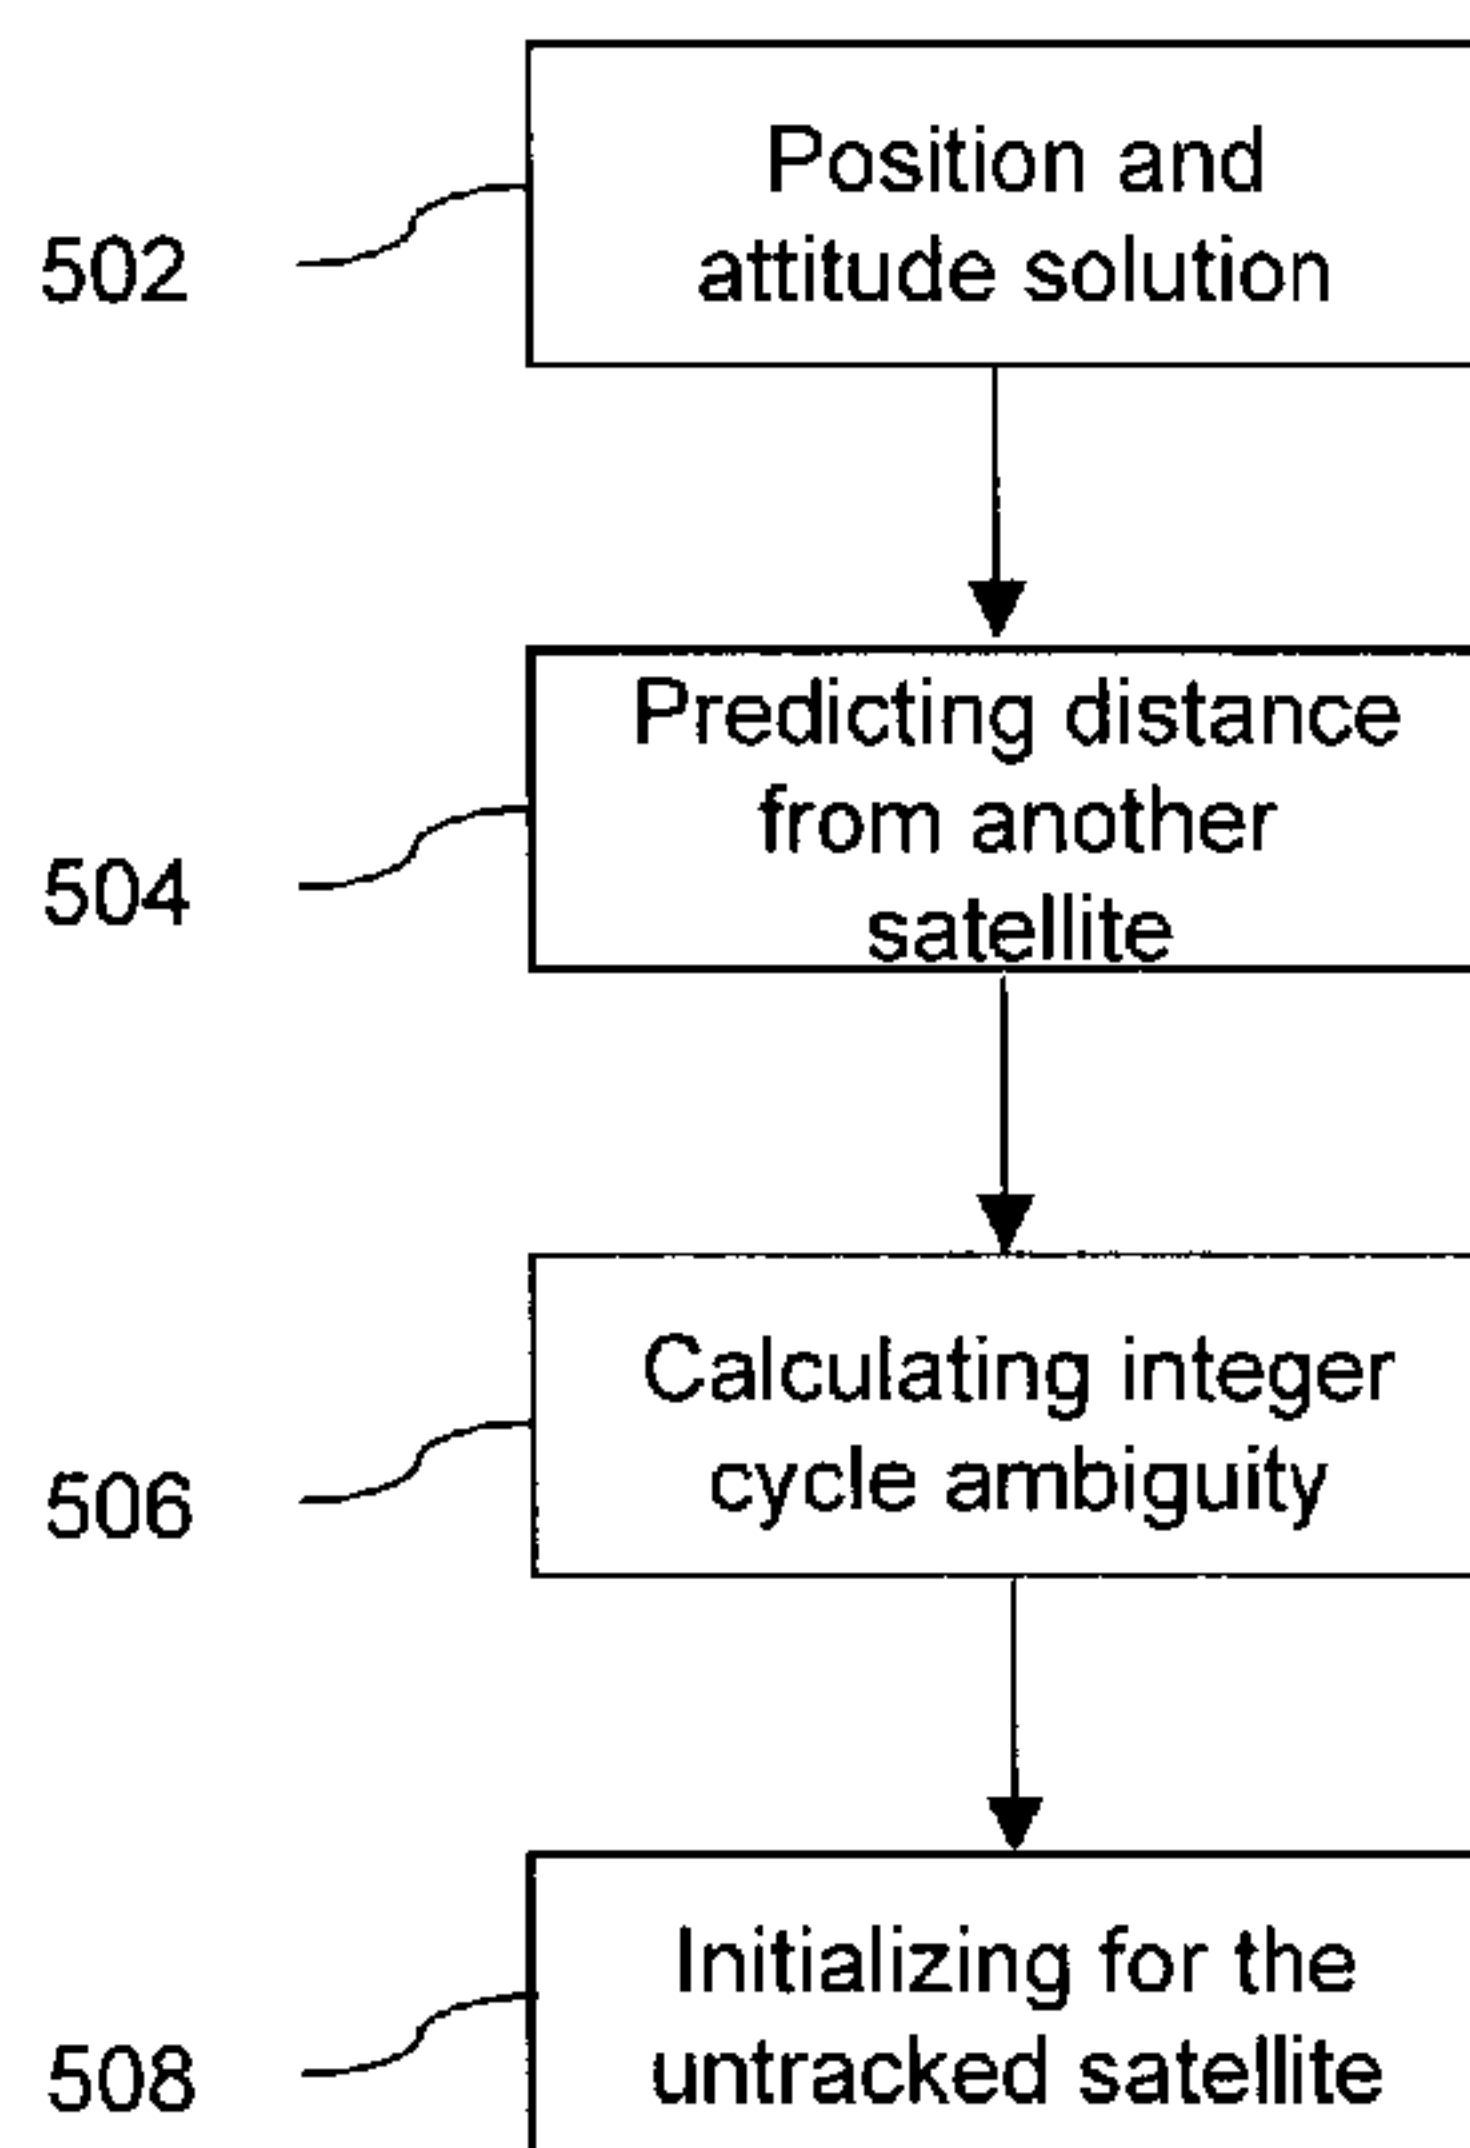 502
Position and
attitude solution
504
Predicting distance
from another
satellite
506
Calculating integer
cycle ambiguity
508
Initializing for the
untracked satellite